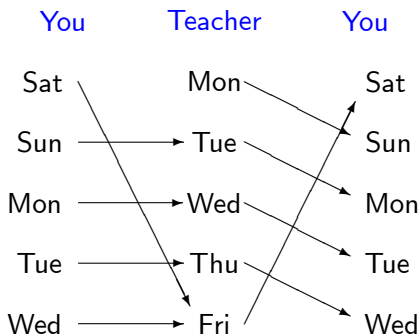 You Teacher You
Sat Mon Sat
Sun Tue Sun
Mon Wed Mon
Tue Thu Tue
Wed Fri Wed